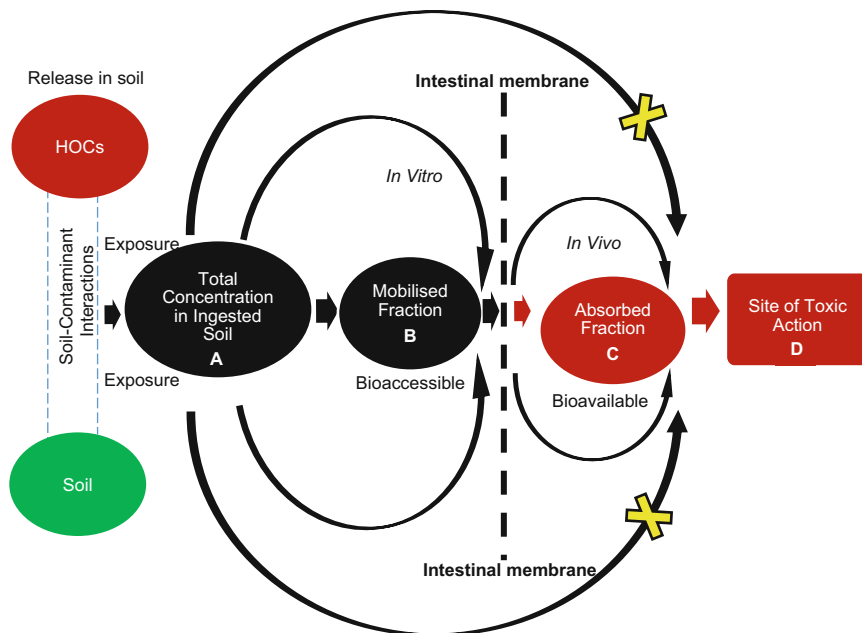 Release in soil
HOCs
Soil-Contaminant
Interactions
Soil
Exposure
Exposure
Total
Concentration
in Ingested
Soil
A
In Vitro
Mobilised
Fraction
B
Bioaccessible
Intestinal membrane
Intestinal membrane
In Vivo
Absorbed
Fraction
C
Bioavailable
Site of Toxic
Action
D